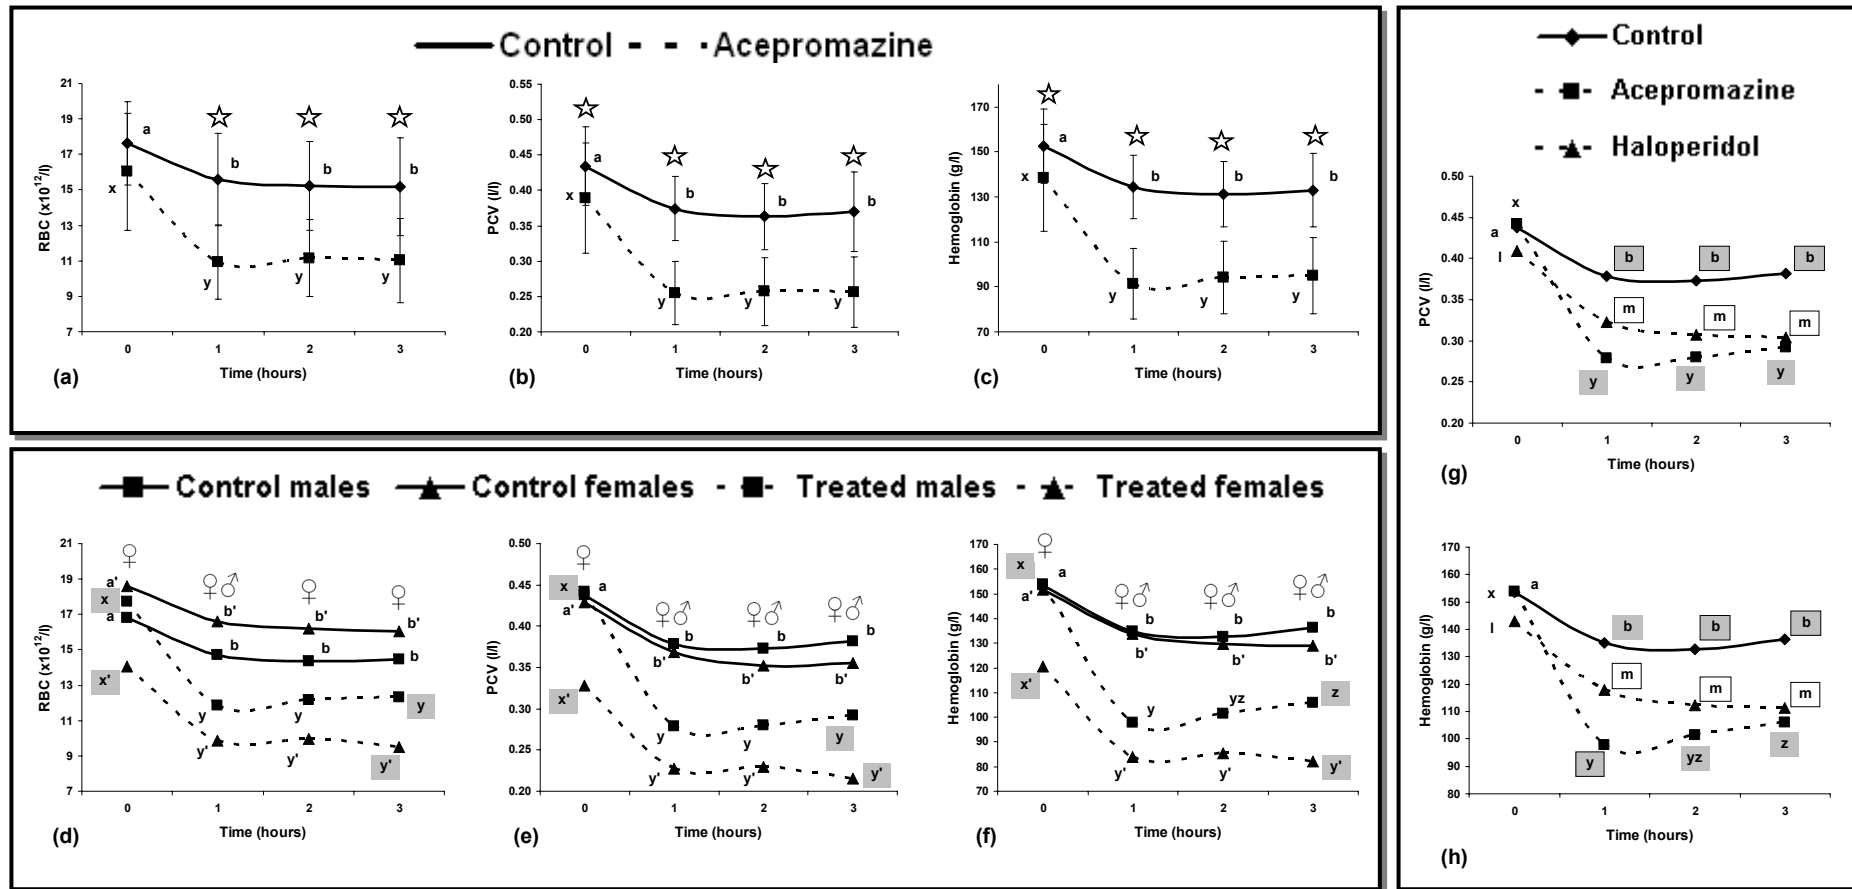 Control Acepromazine
RBC (x10¹²/l)
21
19
17
15
13
11
9
7
a
b
b
b
x
y
y
y
0 1 2 3
(a) Time (hours)
PCV (l/l)
0.55
0.50
0.45
0.40
0.35
0.30
0.25
0.20
a
b
b
b
x
y
y
y
0 1 2 3
(b) Time (hours)
Hemoglobin (g/l)
170
150
130
110
90
70
a
b
b
b
x
y
y
y
0 1 2 3
(c) Time (hours)
Control males Control females Treated males Treated females
RBC (x10¹²/l)
21
19
17
15
13
11
9
7
♀ ♀♂ ♀ ♀
a' b' b' b'
x
a b b b
x' y y y
y' y' y'
0 1 2 3
(d) Time (hours)
PCV (l/l)
0.50
0.45
0.40
0.35
0.30
0.25
0.20
♀ ♀♂ ♀♂ ♀♂
x a b b b
a' b' b' b'
x' y y y
y' y' y'
0 1 2 3
(e) Time (hours)
Hemoglobin (g/l)
170
160
150
140
130
120
110
100
90
80
70
♀ ♀♂ ♀♂ ♀♂
x a b b b
a' b' b' b'
x' y yz z
y' y' y'
0 1 2 3
(f) Time (hours)
Control
Acepromazine
Haloperidol
PCV (l/l)
0.50
0.45
0.40
0.35
0.30
0.25
0.20
x
a b b b
l m m m
y y y
0 1 2 3
Time (hours)
(g)
Hemoglobin (g/l)
170
160
150
140
130
120
110
100
90
80
x a
l b b b
m m m
y yz z
0 1 2 3
Time (hours)
(h)